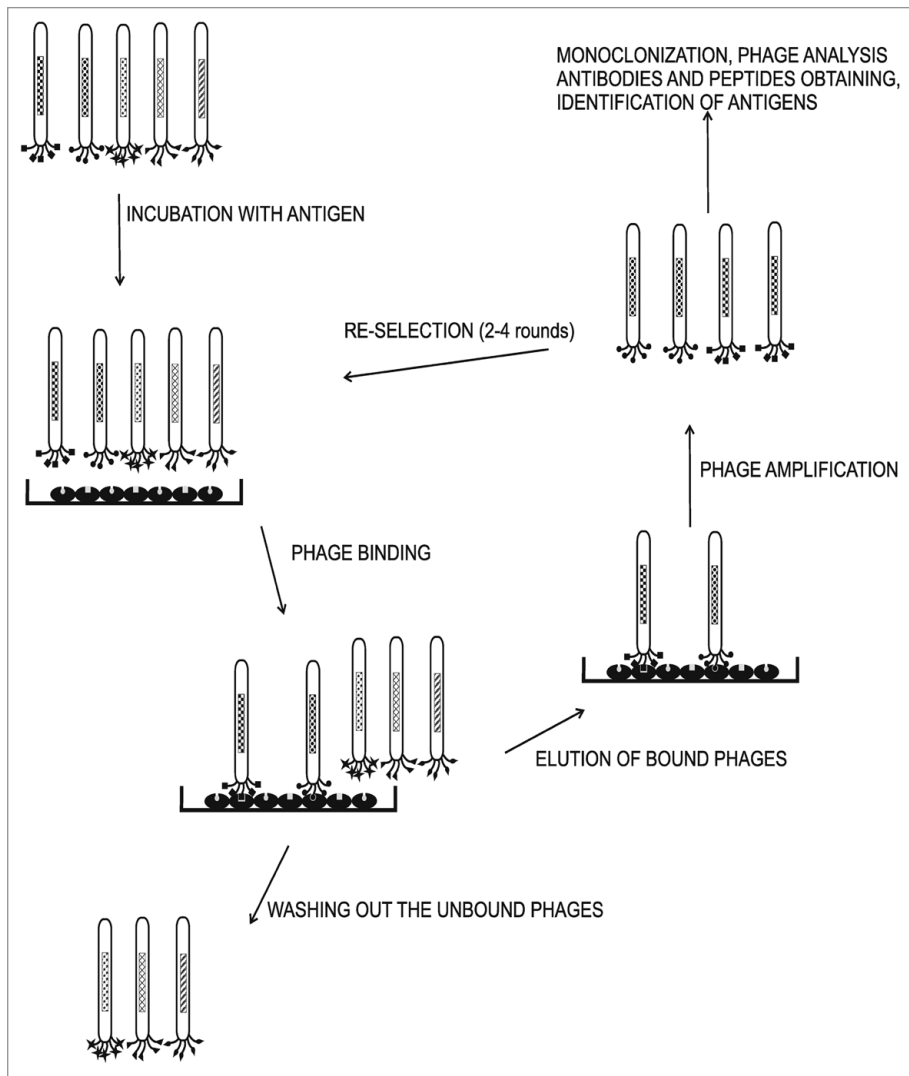 MONOCLONIZATION, PHAGE ANALYSIS
ANTIBODIES AND PEPTIDES OBTAINING,
IDENTIFICATION OF ANTIGENS
INCUBATION WITH ANTIGEN
RE-SELECTION (2-4 rounds)
PHAGE AMPLIFICATION
PHAGE BINDING
ELUTION OF BOUND PHAGES
WASHING OUT THE UNBOUND PHAGES